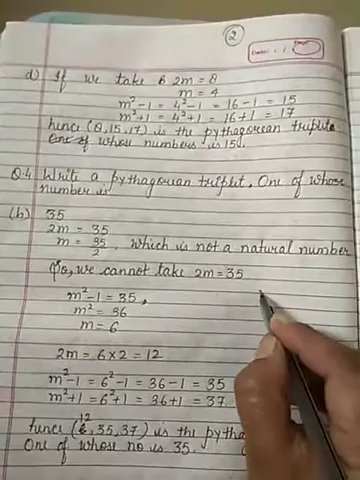 2
Date: / /
Page:
d) If we take 2m = 8
m = 4
m² - 1 = 4² - 1 = 16 - 1 = 15
m² + 1 = 4² + 1 = 16 + 1 = 17
hence (8, 15, 17) is the pythagorean triplet
One of whose numbers is 15.
Q.4 Write a pythagorean triplet. One of whose
number is
(b) 35
2m = 35
m = 35/2, which is not a natural number
So, we cannot take 2m = 35
m² - 1 = 35,
m² = 36
m = 6
2m = 6 × 2 = 12
m² - 1 = 6² - 1 = 36 - 1 = 35
m² + 1 = 6² + 1 = 36 + 1 = 37
hence (12, 35, 37) is the pytha
One of whose no is 35.